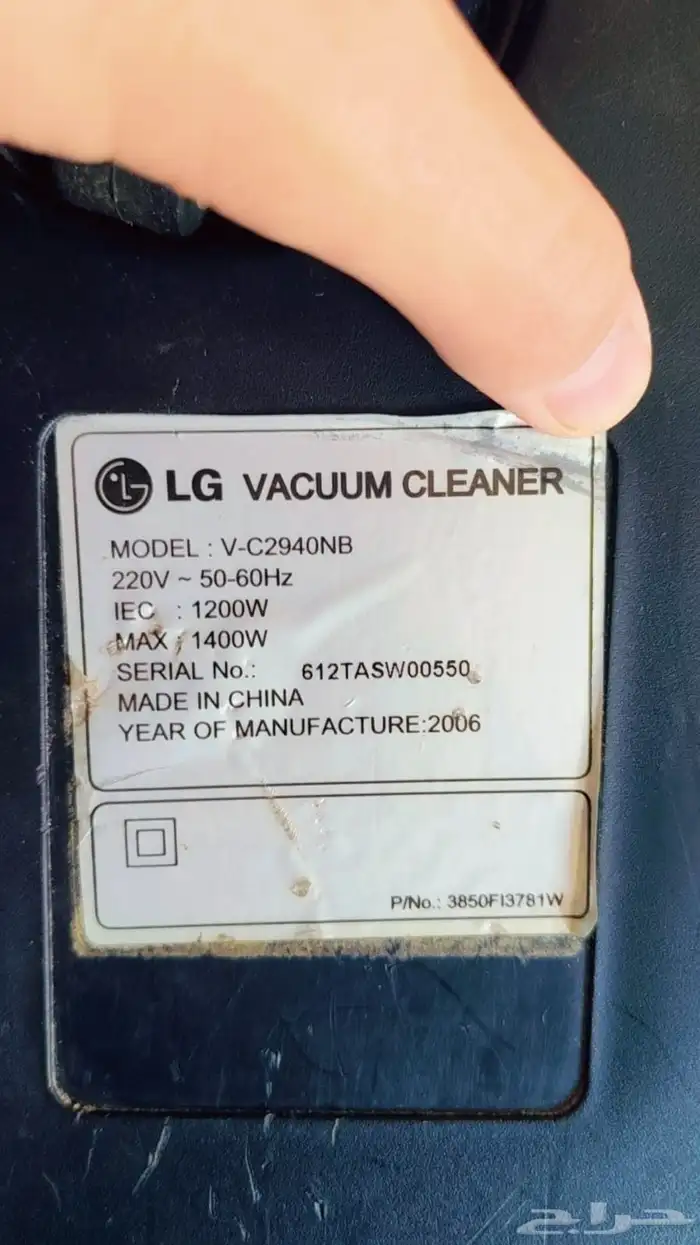 LG VACUUM CLEANER
MODEL : V-C2940NB
220V ~ 50-60Hz
IEC : 1200W
MAX : 1400W
SERIAL No.: 612TASW00550
MADE IN CHINA
YEAR OF MANUFACTURE:2006
P/No.: 3850FI3781W
حراج